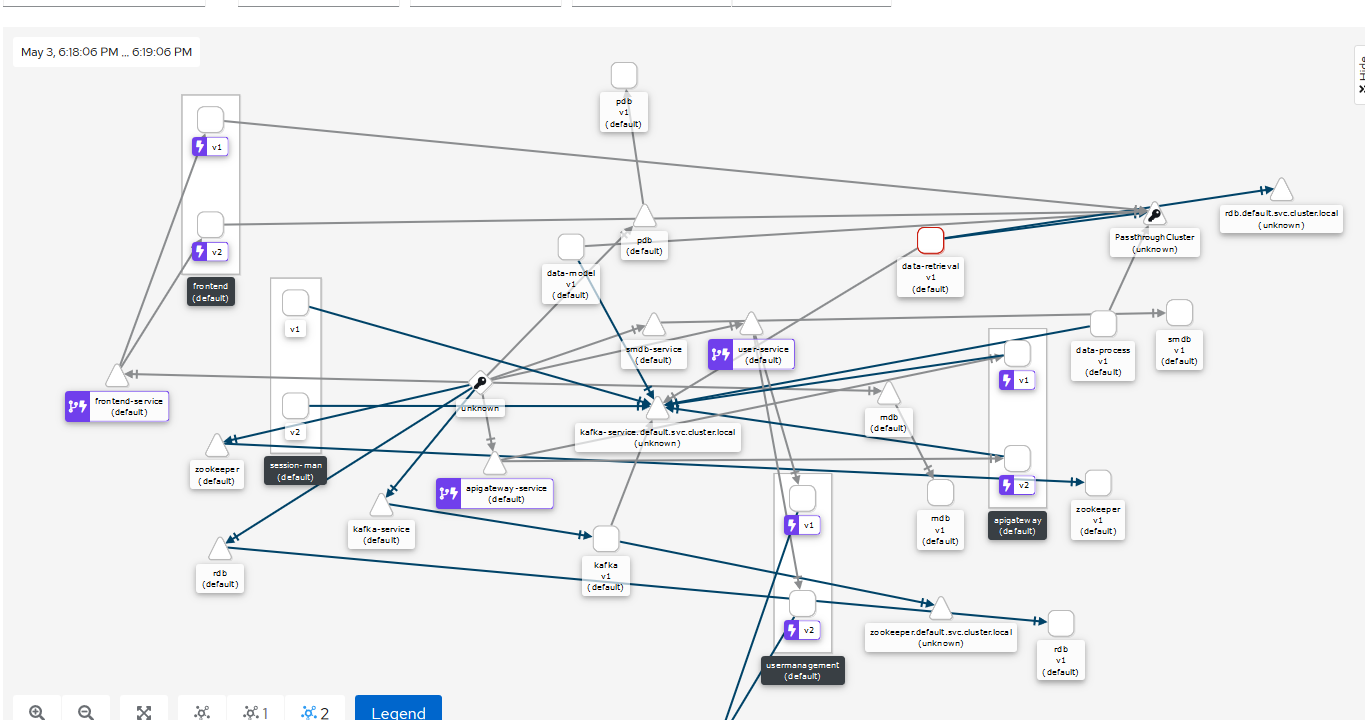 May 3, 6:18:06 PM ... 6:19:06 PM
Hide
pdb
v1
(default)
v1
v2
frontend
(default)
rdb.default.svc.cluster.local
(unknown)
PassthroughCluster
(unknown)
pdb
(default)
data-model
v1
(default)
data-retrieval
v1
(default)
v1
smdb-service
(default)
user-service
(default)
data-process
v1
(default)
smdb
v1
(default)
v1
frontend-service
(default)
unknown
mdb
(default)
v2
kafka-service.default.svc.cluster.local
(unknown)
zookeeper
(default)
session-man
(default)
apigateway-service
(default)
v2
kafka-service
(default)
v1
mdb
v1
(default)
apigateway
(default)
zookeeper
v1
(default)
rdb
(default)
kafka
v1
(default)
v2
zookeeper.default.svc.cluster.local
(unknown)
usermanagement
(default)
rdb
v1
(default)
1
2
Legend